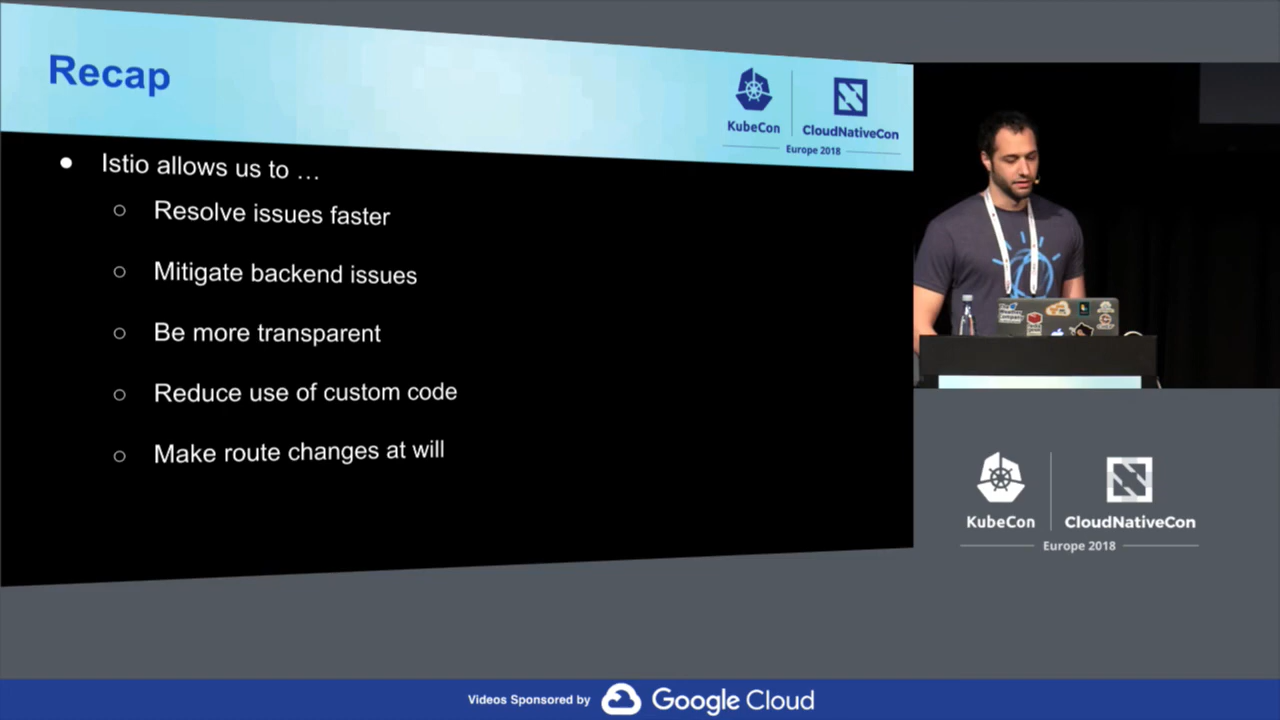 Recap
KubeCon
CloudNativeCon
Europe 2018
Istio allows us to …
Resolve issues faster
Mitigate backend issues
Be more transparent
Reduce use of custom code
Make route changes at will
KubeCon
CloudNativeCon
Europe 2018
Videos Sponsored by Google Cloud